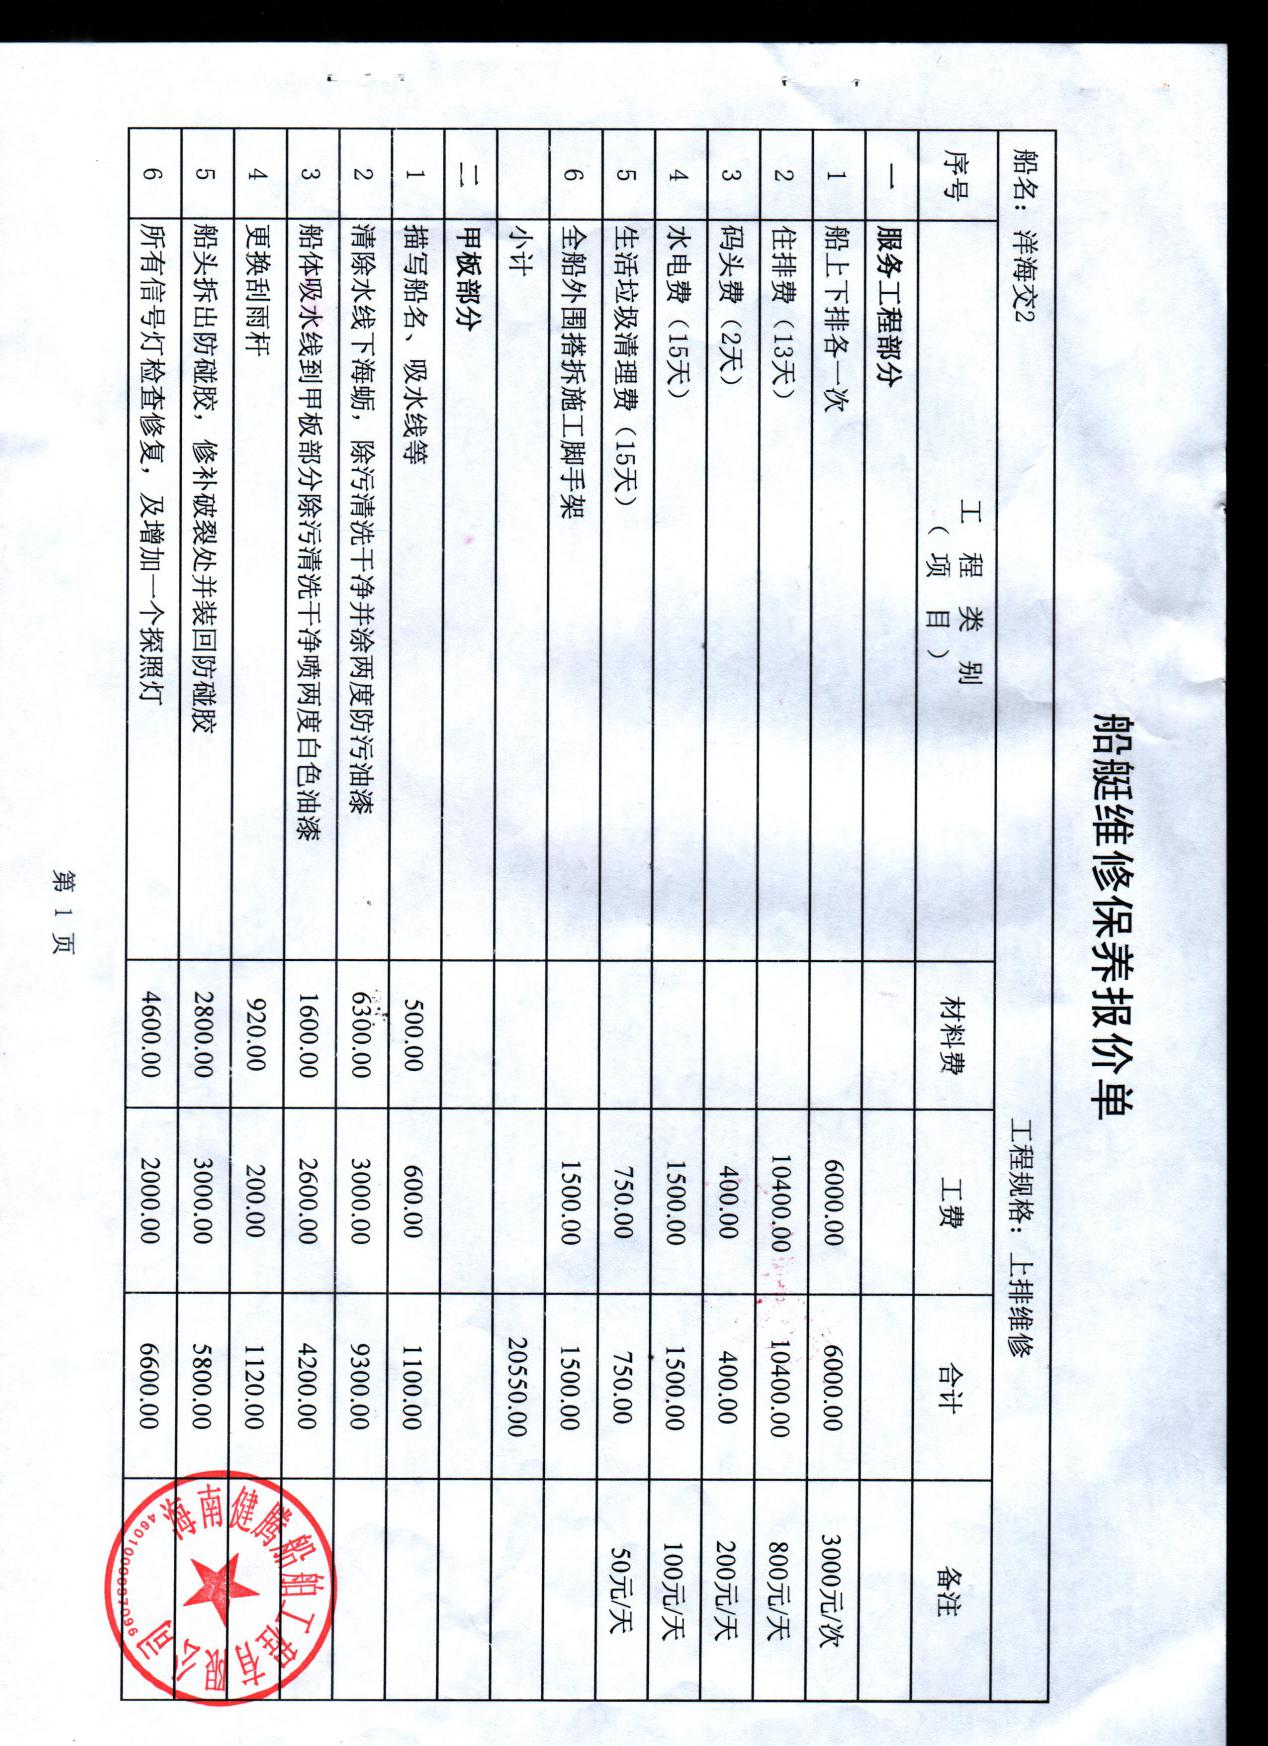 船艇维修保养报价单
船名：洋海交2 工程规格：上排维修
序号 工 程 类 别 材料费 工费 合计 备注
（ 项 目 ）
一 服务工程部分
1 船上下排各一次 6000.00 6000.00 3000元/次
2 住排费（13天） 10400.00 10400.00 800元/天
3 码头费（2天） 400.00 400.00 200元/天
4 水电费（15天） 1500.00 1500.00 100元/天
5 生活垃圾清理费（15天） 750.00 750.00 50元/天
6 全船外围搭拆施工脚手架 1500.00 1500.00
小计 20550.00
二 甲板部分
1 描写船名、吸水线等 500.00 600.00 1100.00
2 清除水线下海蛎，除污清洗干净并涂两度防污油漆 6300.00 3000.00 9300.00
3 船体吸水线到甲板部分除污清洗干净喷两度白色油漆 1600.00 2600.00 4200.00
4 更换刮雨杆 920.00 200.00 1120.00
5 船头拆出防碰胶，修补破裂处并装回防碰胶 2800.00 3000.00 5800.00
6 所有信号灯检查修复，及增加一个探照灯 4600.00 2000.00 6600.00
海南健腾船舶工程有限公司
第 1 页